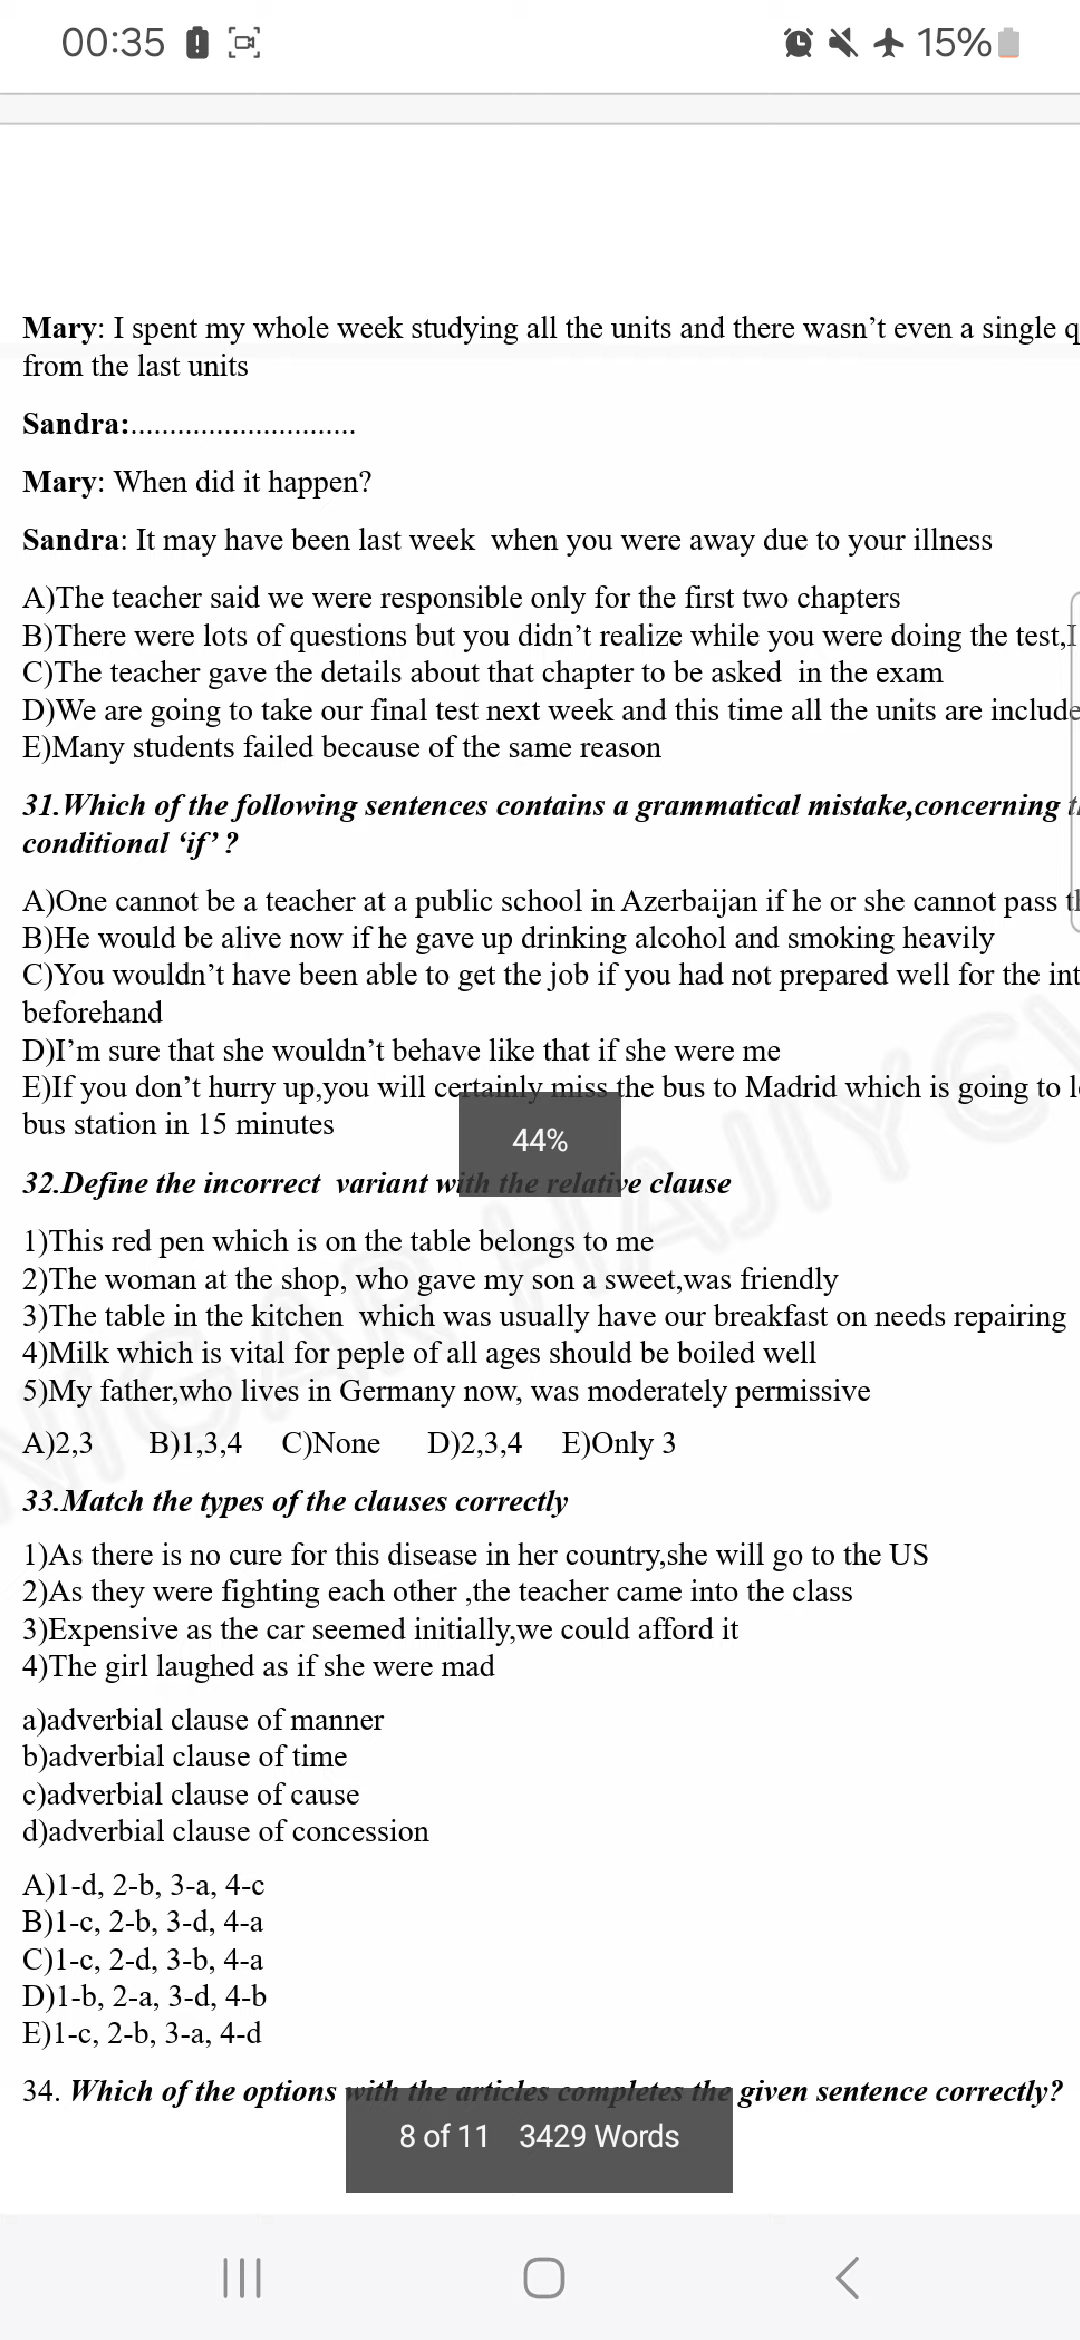 00:35
15%
Mary: I spent my whole week studying all the units and there wasn’t even a single q
from the last units
Sandra:.............................
Mary: When did it happen?
Sandra: It may have been last week when you were away due to your illness
A)The teacher said we were responsible only for the first two chapters
B)There were lots of questions but you didn’t realize while you were doing the test,I
C)The teacher gave the details about that chapter to be asked in the exam
D)We are going to take our final test next week and this time all the units are include
E)Many students failed because of the same reason
31.Which of the following sentences contains a grammatical mistake,concerning
conditional ‘if’ ?
A)One cannot be a teacher at a public school in Azerbaijan if he or she cannot pass
B)He would be alive now if he gave up drinking alcohol and smoking heavily
C)You wouldn’t have been able to get the job if you had not prepared well for the int
beforehand
D)I’m sure that she wouldn’t behave like that if she were me
E)If you don’t hurry up,you will certainly miss the bus to Madrid which is going to l
bus station in 15 minutes
44%
32.Define the incorrect variant with the relative clause
1)This red pen which is on the table belongs to me
2)The woman at the shop, who gave my son a sweet,was friendly
3)The table in the kitchen which was usually have our breakfast on needs repairing
4)Milk which is vital for peple of all ages should be boiled well
5)My father,who lives in Germany now, was moderately permissive
A)2,3 B)1,3,4 C)None D)2,3,4 E)Only 3
33.Match the types of the clauses correctly
1)As there is no cure for this disease in her country,she will go to the US
2)As they were fighting each other ,the teacher came into the class
3)Expensive as the car seemed initially,we could afford it
4)The girl laughed as if she were mad
a)adverbial clause of manner
b)adverbial clause of time
c)adverbial clause of cause
d)adverbial clause of concession
A)1-d, 2-b, 3-a, 4-c
B)1-c, 2-b, 3-d, 4-a
C)1-c, 2-d, 3-b, 4-a
D)1-b, 2-a, 3-d, 4-b
E)1-c, 2-b, 3-a, 4-d
34. Which of the options with the articles completes the given sentence correctly?
8 of 11 3429 Words